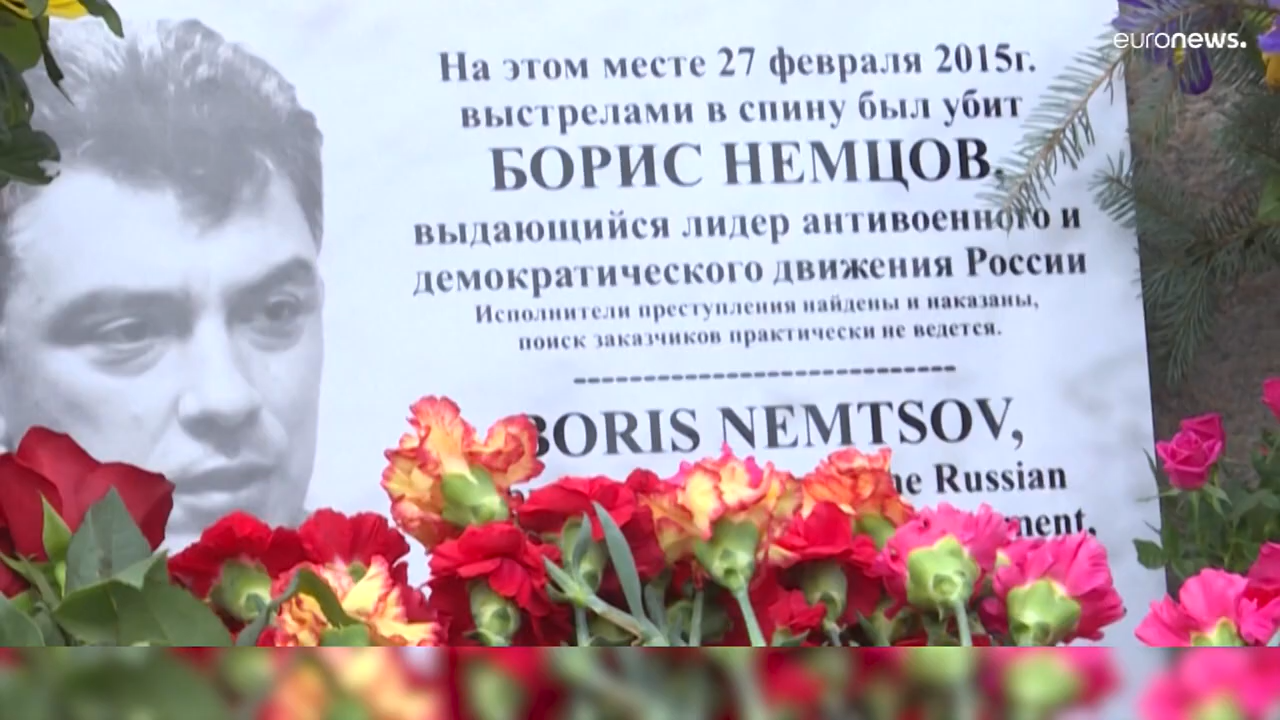 euronews.
На этом месте 27 февраля 2015г.
выстрелами в спину был убит
БОРИС НЕМЦОВ,
выдающийся лидер антивоенного и
демократического движения России
Исполнители преступления найдены и наказаны,
поиск заказчиков практически не ведется.
---------------------------
BORIS NEMTSOV,
Russian